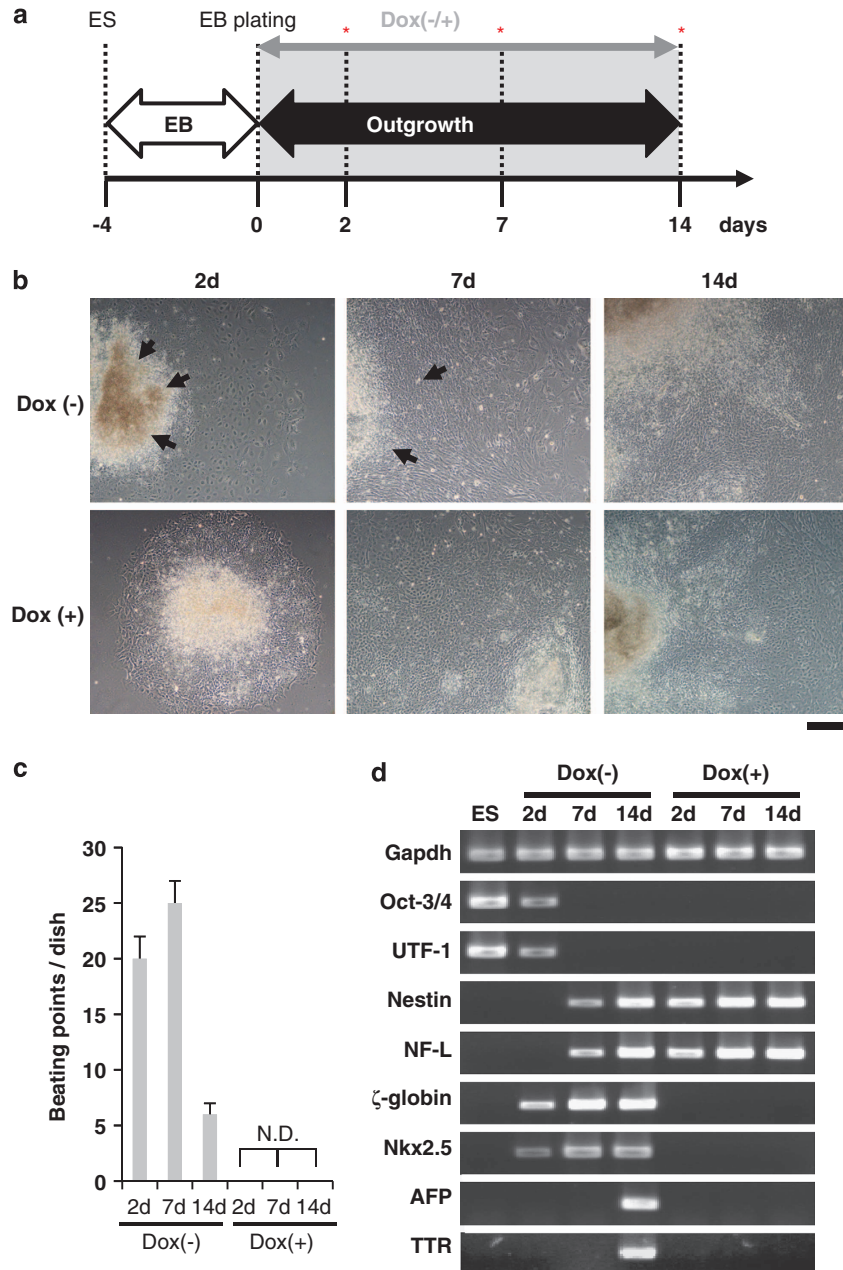 a
ES
EB plating
Dox(-/+)
* * *
EB
Outgrowth
-4 0 2 7 14 days
b
2d 7d 14d
Dox (-)
Dox (+)
c
Beating points / dish
30
25
20
15
10
5
0
N.D.
2d 7d 14d 2d 7d 14d
Dox(-) Dox(+)
d
Dox(-) Dox(+)
ES 2d 7d 14d 2d 7d 14d
Gapdh
Oct-3/4
UTF-1
Nestin
NF-L
ζ-globin
Nkx2.5
AFP
TTR